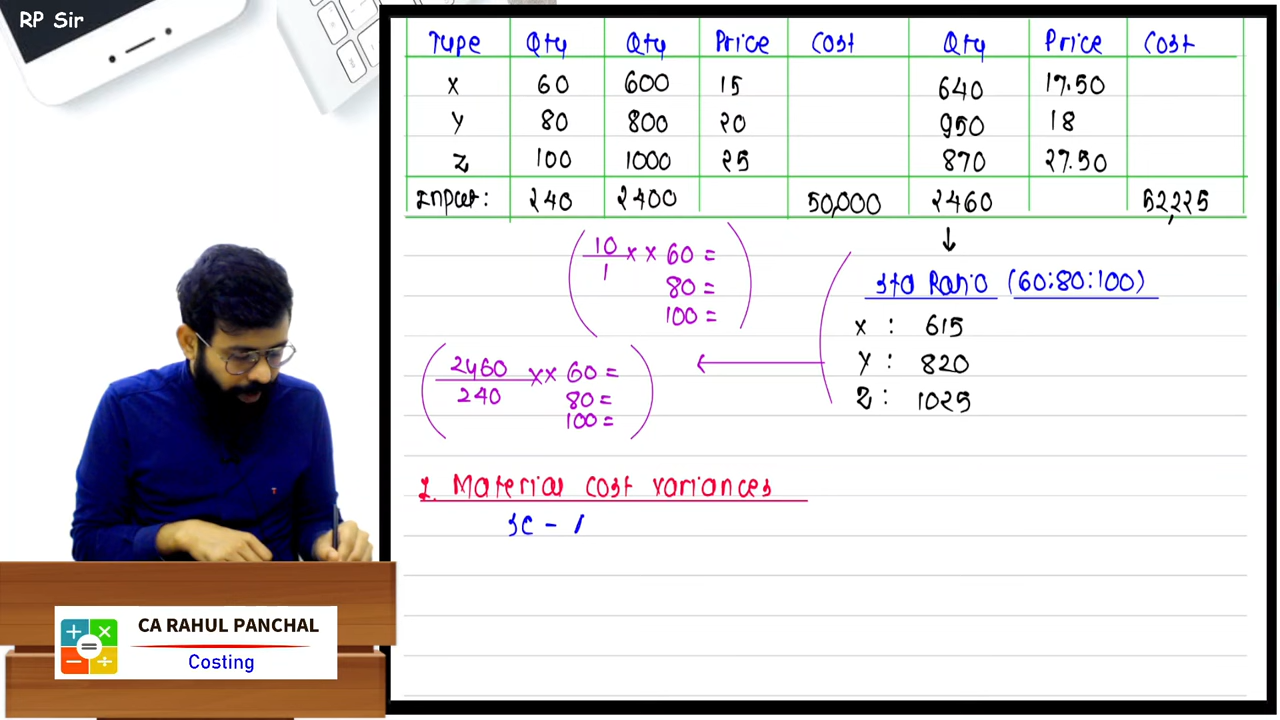 RP Sir
Type Qty Qty Price Cost Qty Price Cost
X 60 600 15 640 17.50
Y 80 800 20 950 18
Z 100 1000 25 870 27.50
Input: 240 2400 50,000 2460 52,225
10/1 x x 60 =
80 =
100 =
Std Ratio (60:80:100)
X : 615
Y : 820
Z : 1025
2460/240 xx 60 =
80 =
100 =
1. Material cost variances
SC -
CA RAHUL PANCHAL
Costing